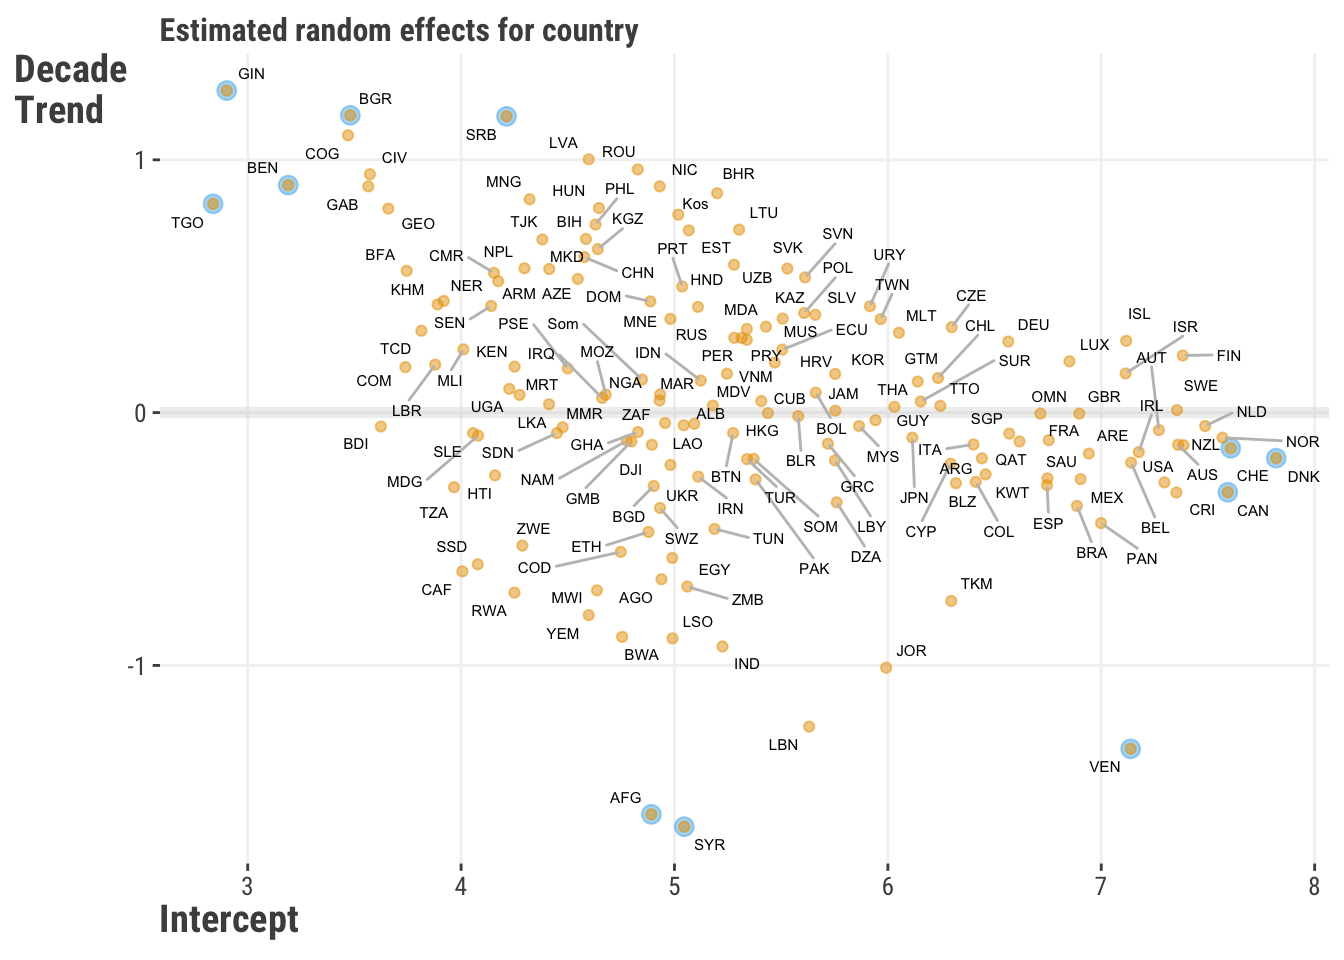 Estimated random effects for country
Decade
Trend
GIN
BGR
SRB
COG
CIV
LVA
ROU
BEN
MNG
HUN
PHL
NIC
BHR
TGO
GAB
GEO
TJK
BIH
KGZ
Kos
LTU
BFA
CMR
NPL
MKD
CHN
PRT
EST
SVK
SVN
URY
KHM
NER
ARM
AZE
DOM
HND
UZB
POL
TWN
CZE
SEN
PSE
Som
MNE
RUS
MDA
KAZ
SLV
MUS
ECU
MLT
CHL
DEU
ISL
ISR
TCD
KEN
IRQ
MOZ
IDN
PER
PRY
HRV
KOR
GTM
SUR
LUX
AUT
FIN
COM
MLI
MRT
NGA
MAR
VNM
MDV
CUB
JAM
THA
TTO
OMN
GBR
SWE
LBR
UGA
LKA
MMR
ZAF
ALB
HKG
BOL
GUY
SGP
FRA
IRL
NLD
BDI
SLE
SDN
GHA
LAO
BLR
MYS
ITA
ARE
NZL
NOR
MDG
HTI
NAM
DJI
BTN
TUR
GRC
ARG
QAT
SAU
USA
AUS
CHE
DNK
TZA
GMB
UKR
IRN
JPN
BLZ
KWT
MEX
CRI
CAN
SSD
ZWE
BGD
SWZ
TUN
SOM
LBY
CYP
COL
ESP
BEL
ETH
COD
EGY
PAK
DZA
BRA
PAN
CAF
RWA
MWI
AGO
ZMB
TKM
YEM
BWA
LSO
IND
JOR
LBN
VEN
AFG
SYR
1
0
-1
3
4
5
6
7
8
Intercept